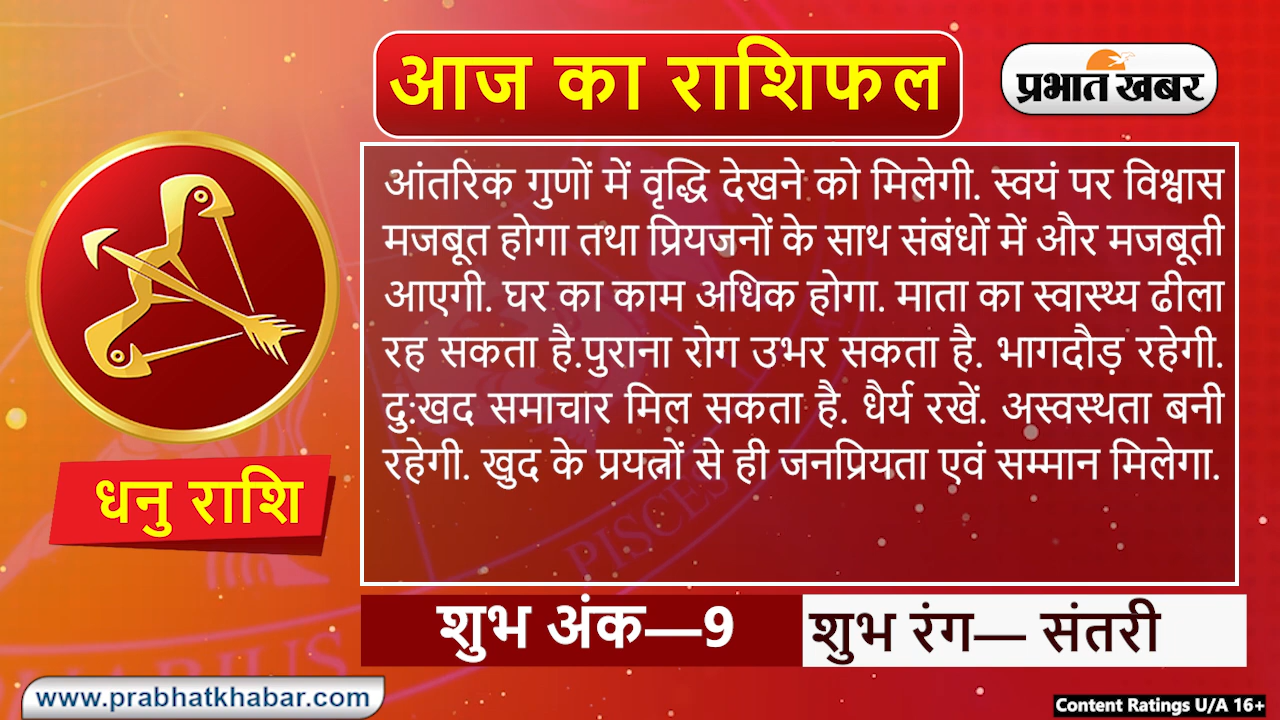 आज का राशिफल
प्रभात खबर
आंतरिक गुणों में वृद्धि देखने को मिलेगी. स्वयं पर विश्वास
मजबूत होगा तथा प्रियजनों के साथ संबंधों में और मजबूती
आएगी. घर का काम अधिक होगा. माता का स्वास्थ्य ढीला
रह सकता है.पुराना रोग उभर सकता है. भागदौड़ रहेगी.
दु:खद समाचार मिल सकता है. धैर्य रखें. अस्वस्थता बनी
रहेगी. खुद के प्रयत्नों से ही जनप्रियता एवं सम्मान मिलेगा.
धनु राशि
PISCES
शुभ अंक—9
शुभ रंग— संतरी
www.prabhatkhabar.com
Content Ratings U/A 16+